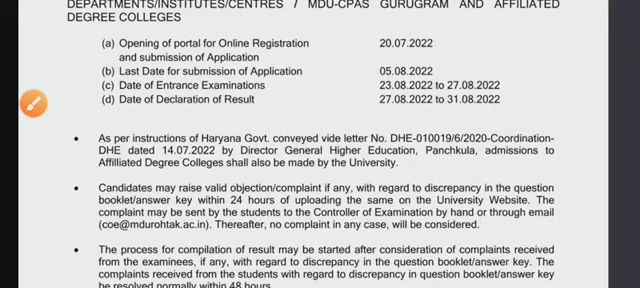 DEPARTMENTS/INSTITUTES/CENTRES / MDU-CPAS GURUGRAM AND AFFILIATED
DEGREE COLLEGES
(a) Opening of portal for Online Registration 20.07.2022
and submission of Application
(b) Last Date for submission of Application 05.08.2022
(c) Date of Entrance Examinations 23.08.2022 to 27.08.2022
(d) Date of Declaration of Result 27.08.2022 to 31.08.2022
• As per instructions of Haryana Govt. conveyed vide letter No. DHE-010019/6/2020-Coordination-
DHE dated 14.07.2022 by Director General Higher Education, Panchkula, admissions to
Affilliated Degree Colleges shall also be made by the University.
• Candidates may raise valid objection/complaint if any, with regard to discrepancy in the question
booklet/answer key within 24 hours of uploading the same on the University Website. The
complaint may be sent by the students to the Controller of Examination by hand or through email
(coe@mdurohtak.ac.in). Thereafter, no complaint in any case, will be considered.
• The process for compilation of result may be started after consideration of complaints received
from the examinees, if any, with regard to discrepancy in the question booklet/answer key. The
complaints received from the students with regard to discrepancy in question booklet/answer key
be resolved normally within 48 hours.